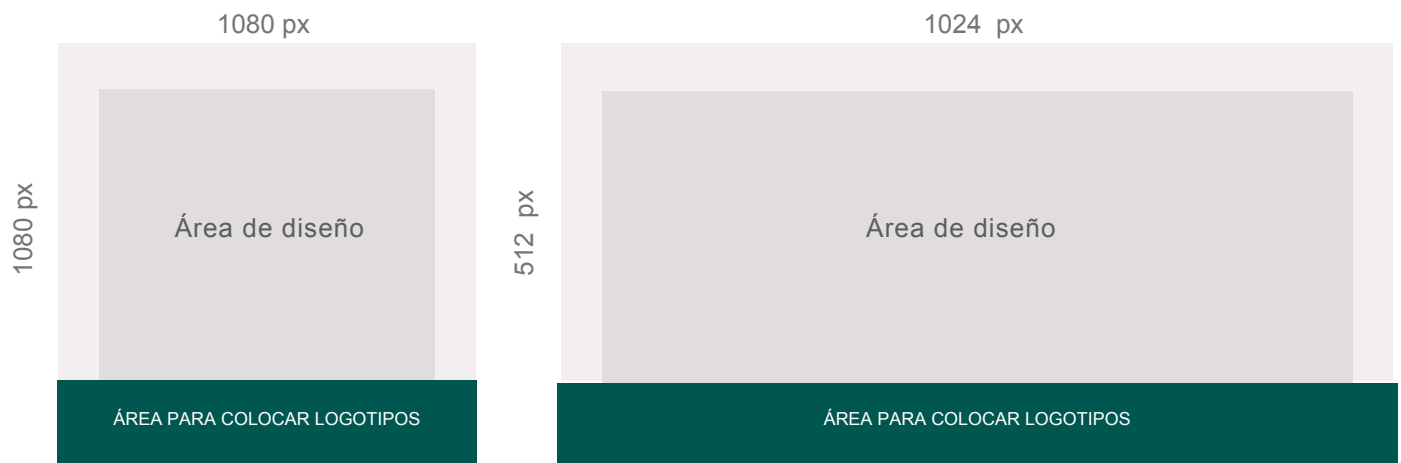 1080 px
1080 px
Área de diseño
ÁREA PARA COLOCAR LOGOTIPOS
1024 px
512 px
Área de diseño
ÁREA PARA COLOCAR LOGOTIPOS